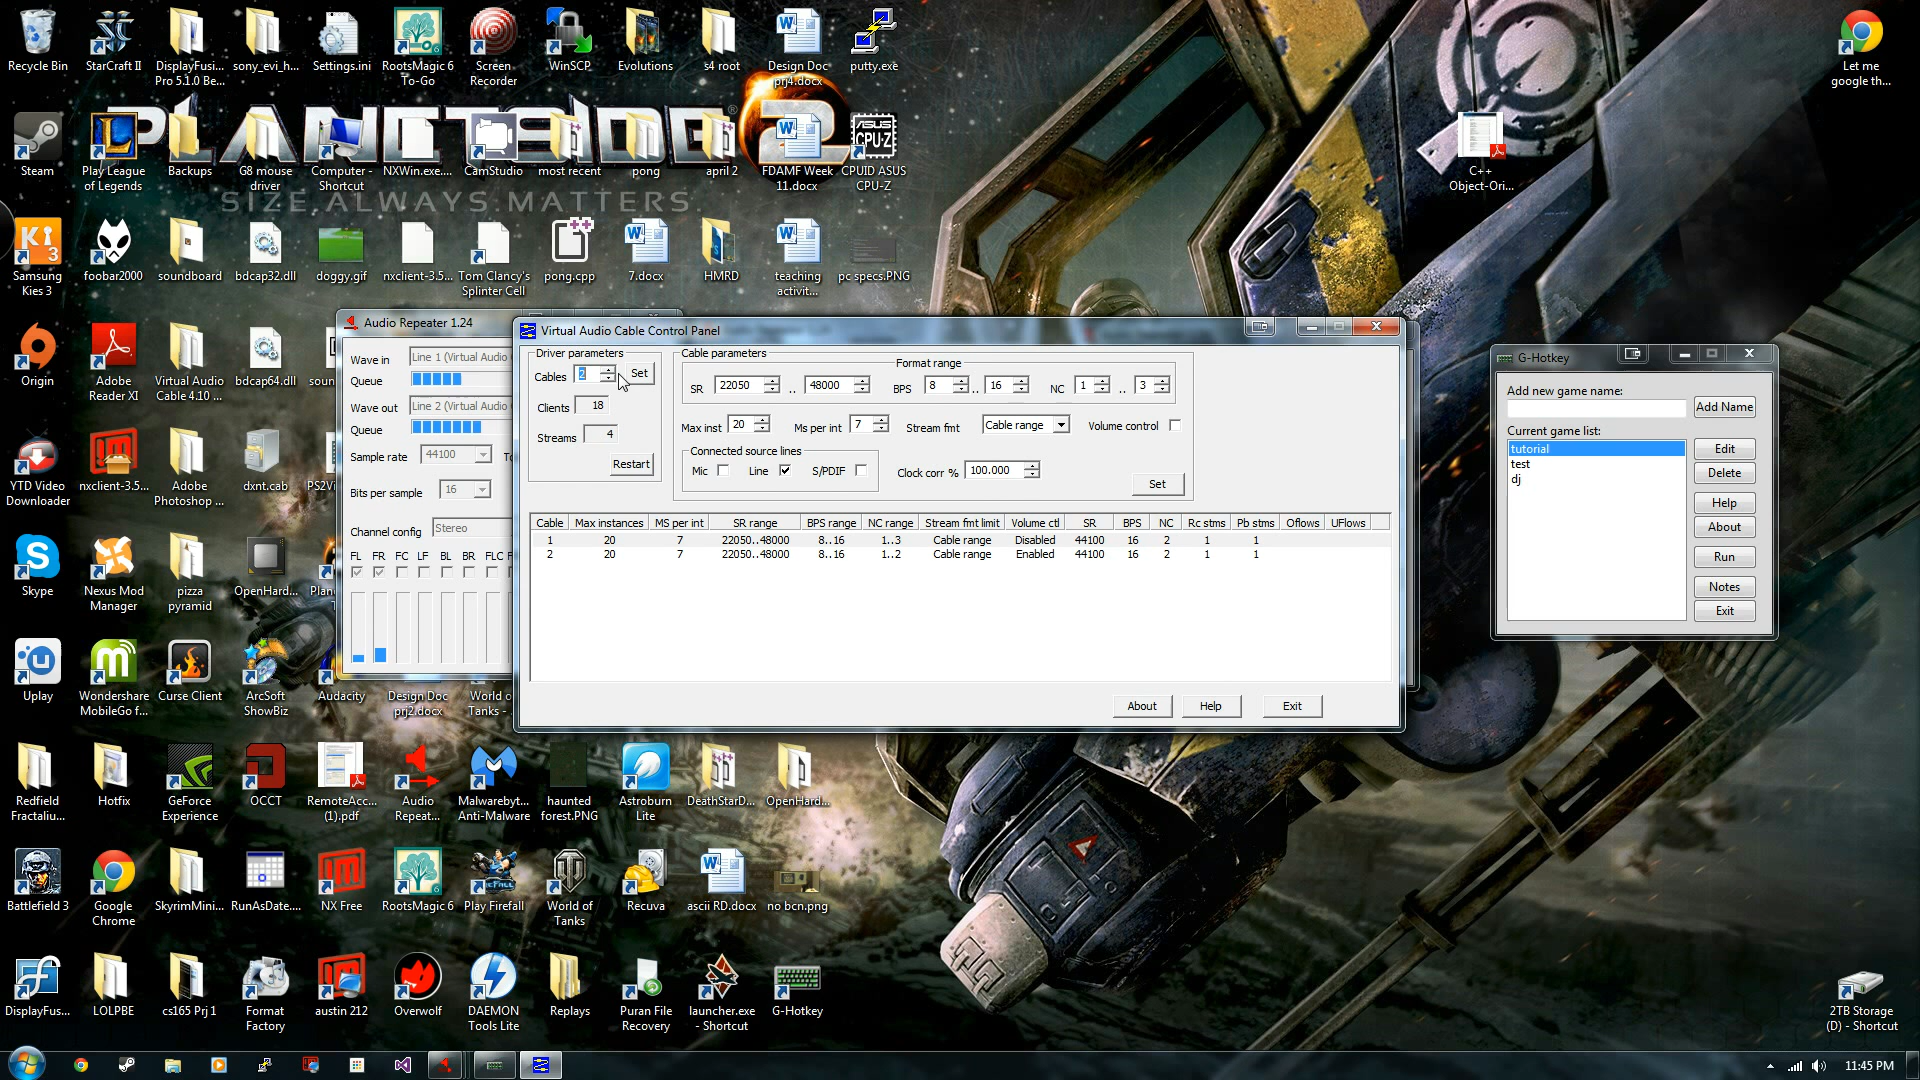 Recycle Bin
StarCraft II
DisplayFusi...
Pro 5.1.0 Be...
sony_evi_h...
Settings.ini
RootsMagic 6
To-Go
Screen
Recorder
WinSCP
Evolutions
s4 root
Design Doc
prj4.docx
putty.exe
Let me
google th...
PLANETSIDE 2
SIZE.ALWAYS.MATTERS.
Steam
Play League
of Legends
Backups
G8 mouse
driver
Computer -
Shortcut
NXWin.exe....
CamStudio
most recent
pong
april 2
FDAMF Week
11.docx
CPUID ASUS
CPU-Z
C++
Object-Ori...
Samsung
Kies 3
foobar2000
soundboard
bdcap32.dll
doggy.gif
nxclient-3.5...
Tom Clancy's
Splinter Cell
pong.cpp
7.docx
HMRD
teaching
activit...
pc specs.PNG
Origin
Adobe
Reader XI
Virtual Audio
Cable 4.10 ...
bdcap64.dll
YTD Video
Downloader
nxclient-3.5...
Adobe
Photoshop ...
dxnt.cab
Skype
Nexus Mod
Manager
pizza
pyramid
OpenHard...
Uplay
Wondershare
MobileGo f...
Curse Client
ArcSoft
ShowBiz
Audacity
Design Doc
prj2.docx
Redfield
Fractaliu...
Hotfix
GeForce
Experience
OCCT
RemoteAcc...
(1).pdf
Audio
Repeat...
Malwarebyt...
Anti-Malware
haunted
forest.PNG
Astroburn
Lite
DeathStarD...
OpenHard...
Battlefield 3
Google
Chrome
SkyrimMini...
RunAsDate....
NX Free
RootsMagic 6
Play Firefall
World of
Tanks
Recuva
ascii RD.docx
no bcn.png
DisplayFus...
LOLPBE
cs165 Prj 1
Format
Factory
austin 212
Overwolf
DAEMON
Tools Lite
Replays
Puran File
Recovery
launcher.exe
- Shortcut
G-Hotkey
2TB Storage
(D) - Shortcut
Audio Repeater 1.24
Wave in
Line 1 (Virtual Audio
Queue
Wave out
Line 2 (Virtual Audio
Queue
Sample rate
44100
Bits per sample
16
Channel config
Stereo
FL FR FC LF BL BR FLC
Virtual Audio Cable Control Panel
Driver parameters
Cables 2 Set
Clients 18
Streams 4
Restart
Cable parameters
Format range
SR 22050 .. 48000 BPS 8 .. 16 NC 1 .. 3
Max inst 20 Ms per int 7 Stream fmt Cable range Volume control
Connected source lines
Mic Line S/PDIF
Clock corr % 100.000
Set
Cable Max instances MS per int SR range BPS range NC range Stream fmt limit Volume ctl SR BPS NC Rc stms Pb stms Oflows UFlows
1 20 7 22050..48000 8..16 1..3 Cable range Disabled 44100 16 2 1 1
2 20 7 22050..48000 8..16 1..2 Cable range Enabled 44100 16 2 1 1
About Help Exit
G-Hotkey
Add new game name:
Add Name
Current game list:
tutorial
test
dj
Edit
Delete
Help
About
Run
Notes
Exit
11:45 PM